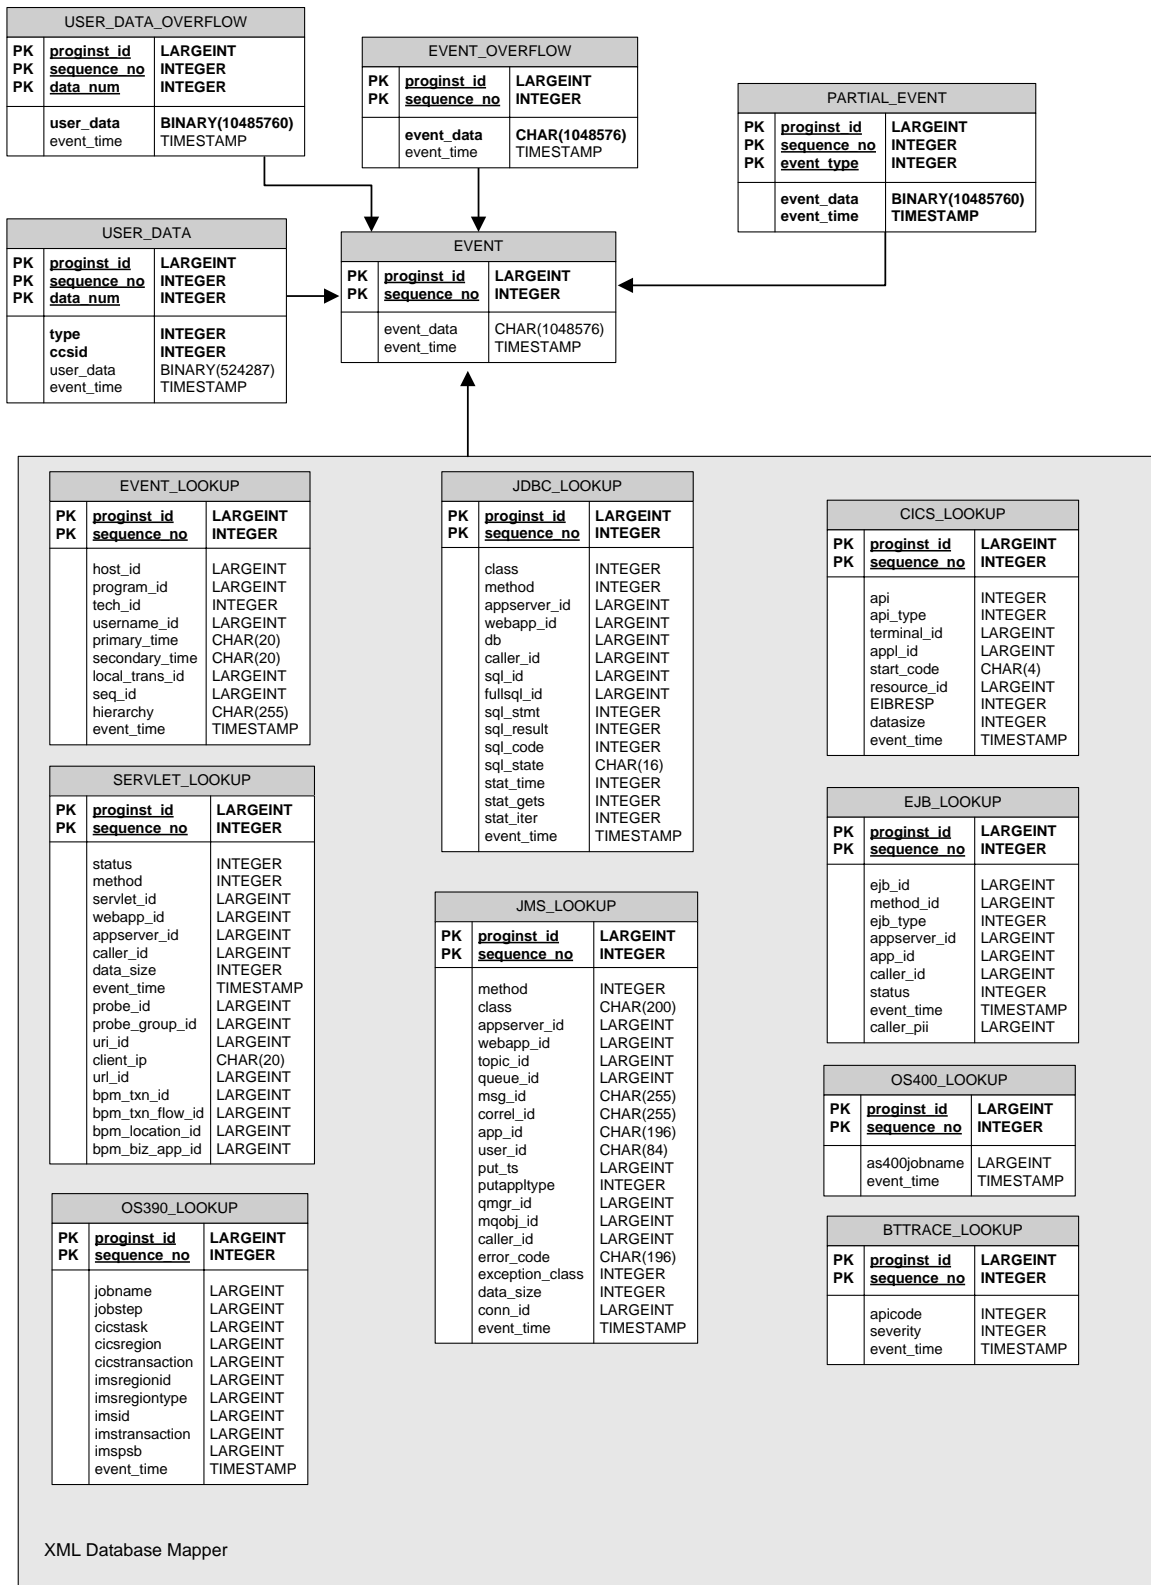 USER_DATA_OVERFLOW
PK proginst_id LARGEINT
PK sequence_no INTEGER
PK data_num INTEGER
user_data BINARY(10485760)
event_time TIMESTAMP
EVENT_OVERFLOW
PK proginst_id LARGEINT
PK sequence_no INTEGER
event_data CHAR(1048576)
event_time TIMESTAMP
PARTIAL_EVENT
PK proginst_id LARGEINT
PK sequence_no INTEGER
PK event_type INTEGER
event_data BINARY(10485760)
event_time TIMESTAMP
USER_DATA
PK proginst_id LARGEINT
PK sequence_no INTEGER
PK data_num INTEGER
type INTEGER
ccsid INTEGER
user_data BINARY(524287)
event_time TIMESTAMP
EVENT
PK proginst_id LARGEINT
PK sequence_no INTEGER
event_data CHAR(1048576)
event_time TIMESTAMP
EVENT_LOOKUP
PK proginst_id LARGEINT
PK sequence_no INTEGER
host_id LARGEINT
program_id LARGEINT
tech_id INTEGER
username_id LARGEINT
primary_time CHAR(20)
secondary_time CHAR(20)
local_trans_id LARGEINT
seq_id LARGEINT
hierarchy CHAR(255)
event_time TIMESTAMP
SERVLET_LOOKUP
PK proginst_id LARGEINT
PK sequence_no INTEGER
status INTEGER
method INTEGER
servlet_id LARGEINT
webapp_id LARGEINT
appserver_id LARGEINT
caller_id LARGEINT
data_size INTEGER
event_time TIMESTAMP
probe_id LARGEINT
probe_group_id LARGEINT
uri_id LARGEINT
client_ip CHAR(20)
url_id LARGEINT
bpm_txn_id LARGEINT
bpm_txn_flow_id LARGEINT
bpm_location_id LARGEINT
bpm_biz_app_id LARGEINT
OS390_LOOKUP
PK proginst_id LARGEINT
PK sequence_no INTEGER
jobname LARGEINT
jobstep LARGEINT
cicstask LARGEINT
cicsregion LARGEINT
cicstransaction LARGEINT
imsregionid LARGEINT
imsregiontype LARGEINT
imsid LARGEINT
imstransaction LARGEINT
imspsb LARGEINT
event_time TIMESTAMP
JDBC_LOOKUP
PK proginst_id LARGEINT
PK sequence_no INTEGER
class INTEGER
method INTEGER
appserver_id LARGEINT
webapp_id LARGEINT
db LARGEINT
caller_id LARGEINT
sql_id LARGEINT
fullsql_id LARGEINT
sql_stmt INTEGER
sql_result INTEGER
sql_code INTEGER
sql_state CHAR(16)
stat_time INTEGER
stat_gets INTEGER
stat_iter INTEGER
event_time TIMESTAMP
JMS_LOOKUP
PK proginst_id LARGEINT
PK sequence_no INTEGER
method INTEGER
class CHAR(200)
appserver_id LARGEINT
webapp_id LARGEINT
topic_id LARGEINT
queue_id LARGEINT
msg_id CHAR(255)
correl_id CHAR(255)
app_id CHAR(196)
user_id CHAR(84)
put_ts LARGEINT
putappltype INTEGER
qmgr_id LARGEINT
mqobj_id LARGEINT
caller_id LARGEINT
error_code CHAR(196)
exception_class INTEGER
data_size INTEGER
conn_id LARGEINT
event_time TIMESTAMP
CICS_LOOKUP
PK proginst_id LARGEINT
PK sequence_no INTEGER
api INTEGER
api_type INTEGER
terminal_id LARGEINT
appl_id LARGEINT
start_code CHAR(4)
resource_id LARGEINT
EIBRESP INTEGER
datasize INTEGER
event_time TIMESTAMP
EJB_LOOKUP
PK proginst_id LARGEINT
PK sequence_no INTEGER
ejb_id LARGEINT
method_id LARGEINT
ejb_type INTEGER
appserver_id LARGEINT
app_id LARGEINT
caller_id LARGEINT
status INTEGER
event_time TIMESTAMP
caller_pii LARGEINT
OS400_LOOKUP
PK proginst_id LARGEINT
PK sequence_no INTEGER
as400jobname LARGEINT
event_time TIMESTAMP
BTTRACE_LOOKUP
PK proginst_id LARGEINT
PK sequence_no INTEGER
apicode INTEGER
severity INTEGER
event_time TIMESTAMP
XML Database Mapper